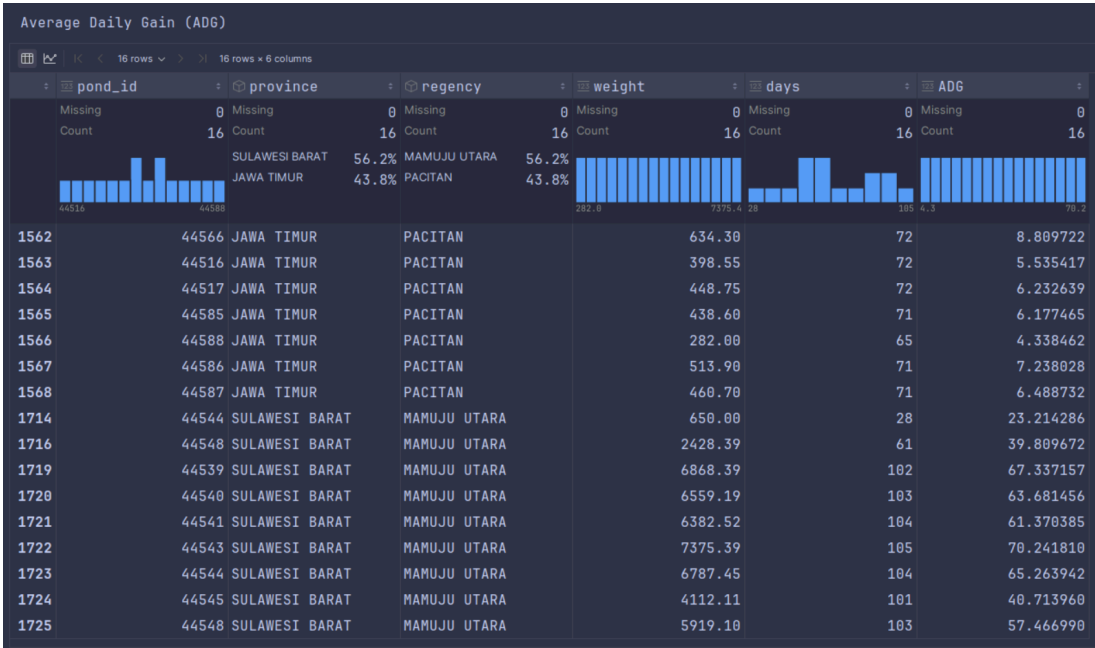 Average Daily Gain (ADG)
16 rows 16 rows × 6 columns
pond_id province regency weight days ADG
Missing 0 Missing 0 Missing 0 Missing 0 Missing 0 Missing 0
Count 16 Count 16 Count 16 Count 16 Count 16 Count 16
SULAWESI BARAT 56.2% MAMUJU UTARA 56.2%
JAWA TIMUR 43.8% PACITAN 43.8%
44516 44588 282.0 7375.4 28 105 4.3 70.2
1562 44566 JAWA TIMUR PACITAN 634.30 72 8.809722
1563 44516 JAWA TIMUR PACITAN 398.55 72 5.535417
1564 44517 JAWA TIMUR PACITAN 448.75 72 6.232639
1565 44585 JAWA TIMUR PACITAN 438.60 71 6.177465
1566 44588 JAWA TIMUR PACITAN 282.00 65 4.338462
1567 44586 JAWA TIMUR PACITAN 513.90 71 7.238028
1568 44587 JAWA TIMUR PACITAN 460.70 71 6.488732
1714 44544 SULAWESI BARAT MAMUJU UTARA 650.00 28 23.214286
1716 44548 SULAWESI BARAT MAMUJU UTARA 2428.39 61 39.809672
1719 44539 SULAWESI BARAT MAMUJU UTARA 6868.39 102 67.337157
1720 44540 SULAWESI BARAT MAMUJU UTARA 6559.19 103 63.681456
1721 44541 SULAWESI BARAT MAMUJU UTARA 6382.52 104 61.370385
1722 44543 SULAWESI BARAT MAMUJU UTARA 7375.39 105 70.241810
1723 44544 SULAWESI BARAT MAMUJU UTARA 6787.45 104 65.263942
1724 44545 SULAWESI BARAT MAMUJU UTARA 4112.11 101 40.713960
1725 44548 SULAWESI BARAT MAMUJU UTARA 5919.10 103 57.466990